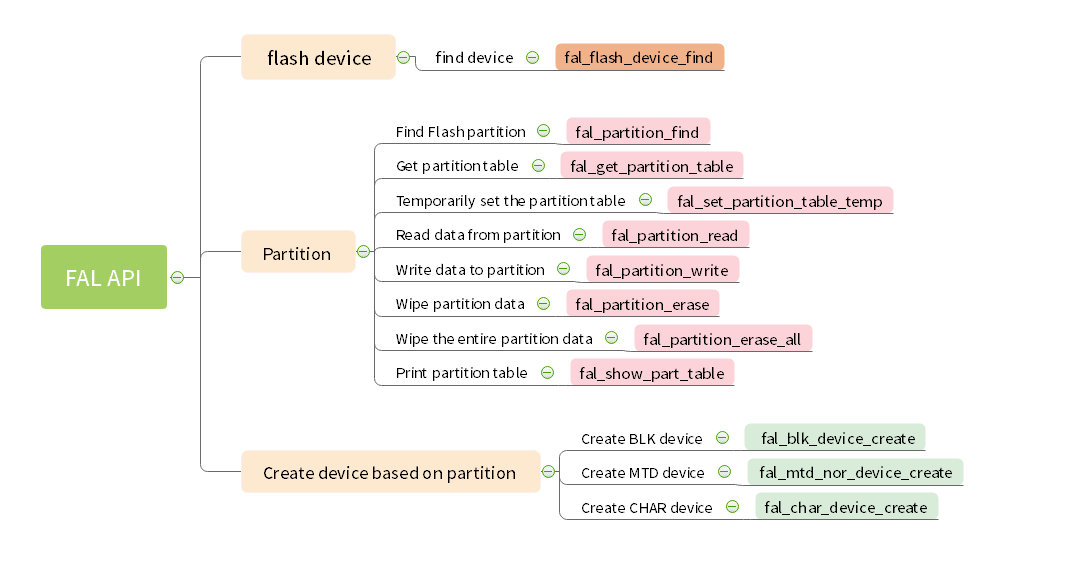 flash device
find device
fal_flash_device_find
Find Flash partition
fal_partition_find
Get partition table
fal_get_partition_table
Temporarily set the partition table
fal_set_partition_table_temp
Read data from partition
fal_partition_read
FAL API
Partition
Write data to partition
fal_partition_write
Wipe partition data
fal_partition_erase
Wipe the entire partition data
fal_partition_erase_all
Print partition table
fal_show_part_table
Create device based on partition
Create BLK device
fal_blk_device_create
Create MTD device
fal_mtd_nor_device_create
Create CHAR device
fal_char_device_create